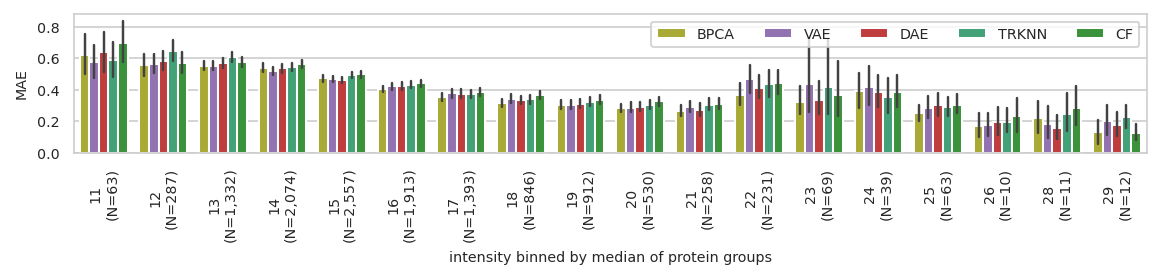 BPCA VAE DAE TRKNN CF
MAE
0.8
0.6
0.4
0.2
0.0
11
(N=63)
12
(N=287)
13
(N=1,332)
14
(N=2,074)
15
(N=2,557)
16
(N=1,913)
17
(N=1,393)
18
(N=846)
19
(N=912)
20
(N=530)
21
(N=258)
22
(N=231)
23
(N=69)
24
(N=39)
25
(N=63)
26
(N=10)
28
(N=11)
29
(N=12)
intensity binned by median of protein groups